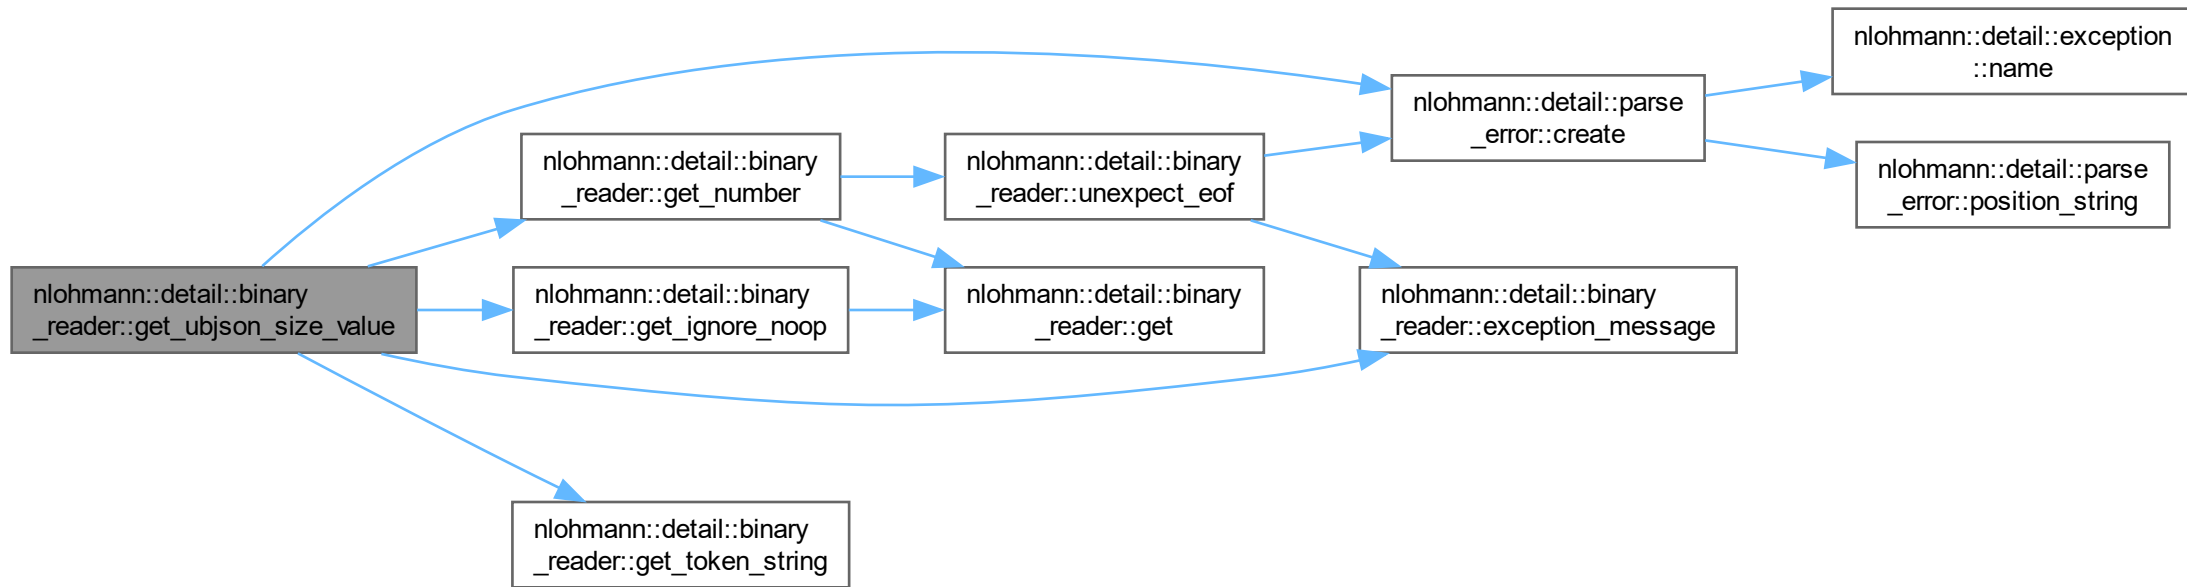 nlohmann::detail::binary
_reader::get_ubjson_size_value
nlohmann::detail::binary
_reader::get_number
nlohmann::detail::binary
_reader::get_ignore_noop
nlohmann::detail::binary
_reader::get_token_string
nlohmann::detail::binary
_reader::unexpect_eof
nlohmann::detail::binary
_reader::get
nlohmann::detail::parse
_error::create
nlohmann::detail::binary
_reader::exception_message
nlohmann::detail::exception
::name
nlohmann::detail::parse
_error::position_string